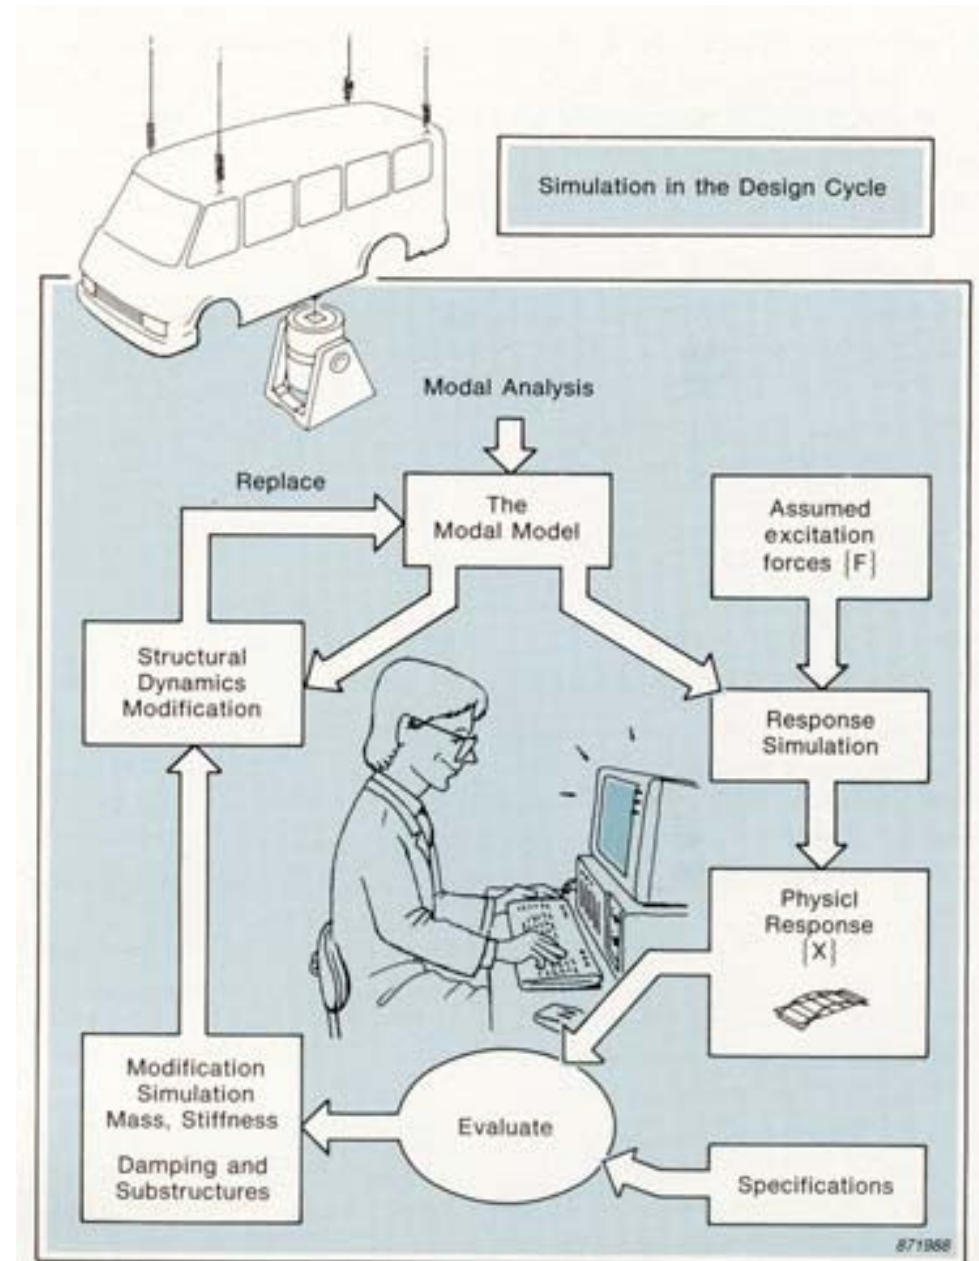 Simulation in the Design Cycle
Modal Analysis
Replace
The
Modal Model
Assumed
excitation
forces {F}
Structural
Dynamics
Modification
Response
Simulation
Physicl
Response
{X}
Modification
Simulation
Mass, Stiffness
Damping and
Substructures
Evaluate
Specifications
871988